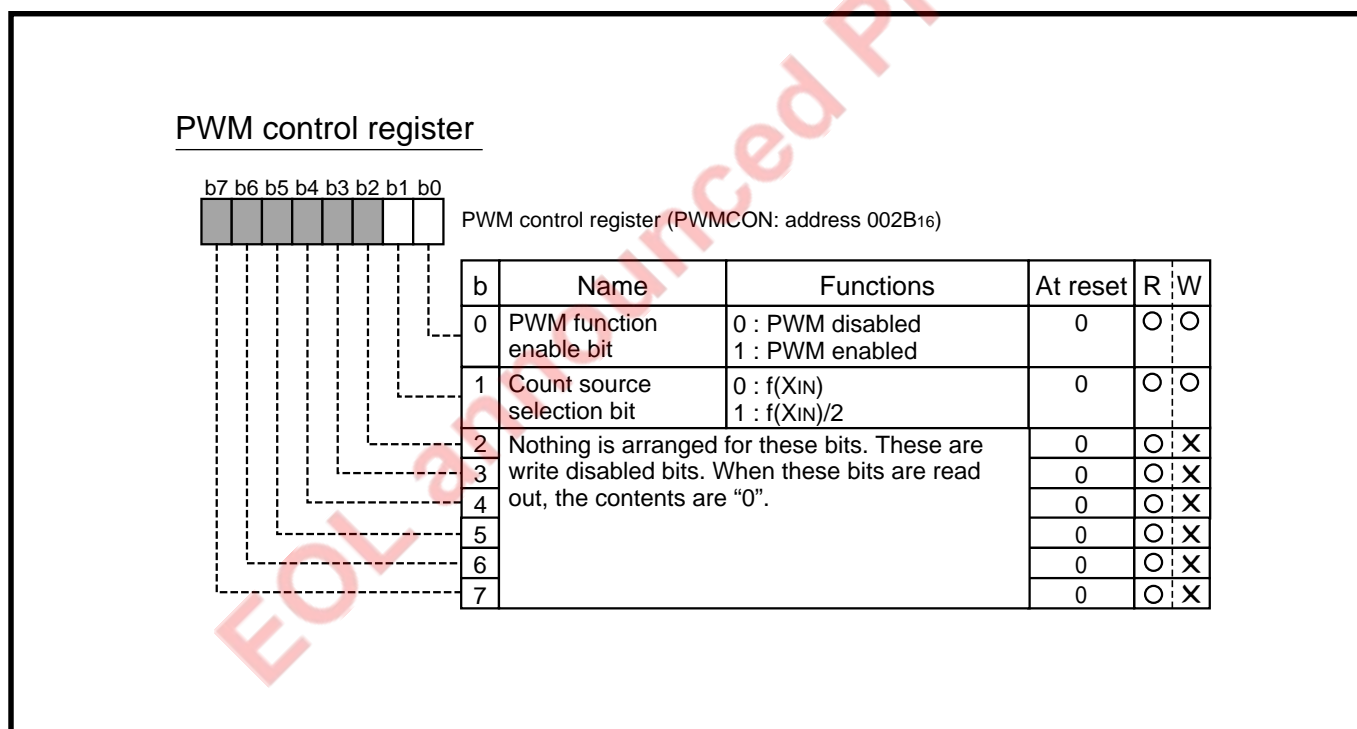 EOL announced P
PWM control register
b7 b6 b5 b4 b3 b2 b1 b0
PWM control register (PWMCON: address 002B16)
b Name Functions At reset R W
0 PWM function enable bit 0 : PWM disabled 0 O O
1 : PWM enabled
1 Count source selection bit 0 : f(XIN) 0 O O
1 : f(XIN)/2
2 Nothing is arranged for these bits. These are 0 O X
3 write disabled bits. When these bits are read 0 O X
4 out, the contents are “0”. 0 O X
5 0 O X
6 0 O X
7 0 O X